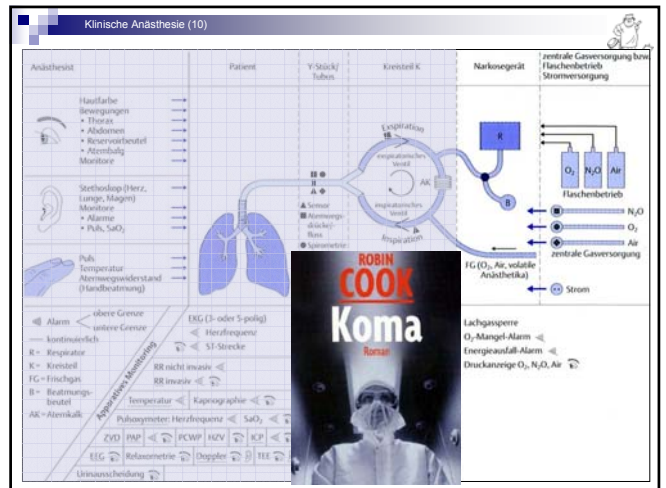 Klinische Anästhesie (10)
Anästhesist
Patient
Y-Stück/
Tubus
Kreisteil K
Narkosegerät
zentrale Gasversorgung bzw.
Flaschenbetrieb
Stromversorgung
Hautfarbe
Bewegungen
• Thorax
• Abdomen
• Reservoirbeutel
• Atembalg
Monitore
Stethoskop (Herz,
Lunge, Magen)
Monitore
• Alarme
• Puls, SaO₂
Puls
Temperatur
Atemwegswiderstand
(Handbeatmung)
Sensor
Spirometrie
Exspiration
exspiratorisches
Ventil
AK
inspiratorisches
Ventil
Inspiration
R
B
O₂
N₂O
Air
Flaschenbetrieb
N₂O
O₂
Air
zentrale Gasversorgung
FG (O₂, Air, volatile
Anästhetika)
Strom
Alarm
obere Grenze
untere Grenze
kontinuierlich
R = Respirator
K = Kreisteil
FG = Frischgas
B = Beatmungs-
beutel
AK = Atemkalk
Apparatives Monitoring
EKG (3- oder 5-polig)
Herzfrequenz
ST-Strecke
RR nicht invasiv
RR invasiv
Temperatur
Kapnographie
Pulsoxymeter: Herzfrequenz
SaO₂
ZVD
PAP
PCWP
HZV
ICP
EEG
Relaxometrie
Doppler
TEE
Urinausscheidung
ROBIN
COOK
Koma
Roman
Lachgassperre
O₂-Mangel-Alarm
Energieausfall-Alarm
Druckanzeige O₂, N₂O, Air